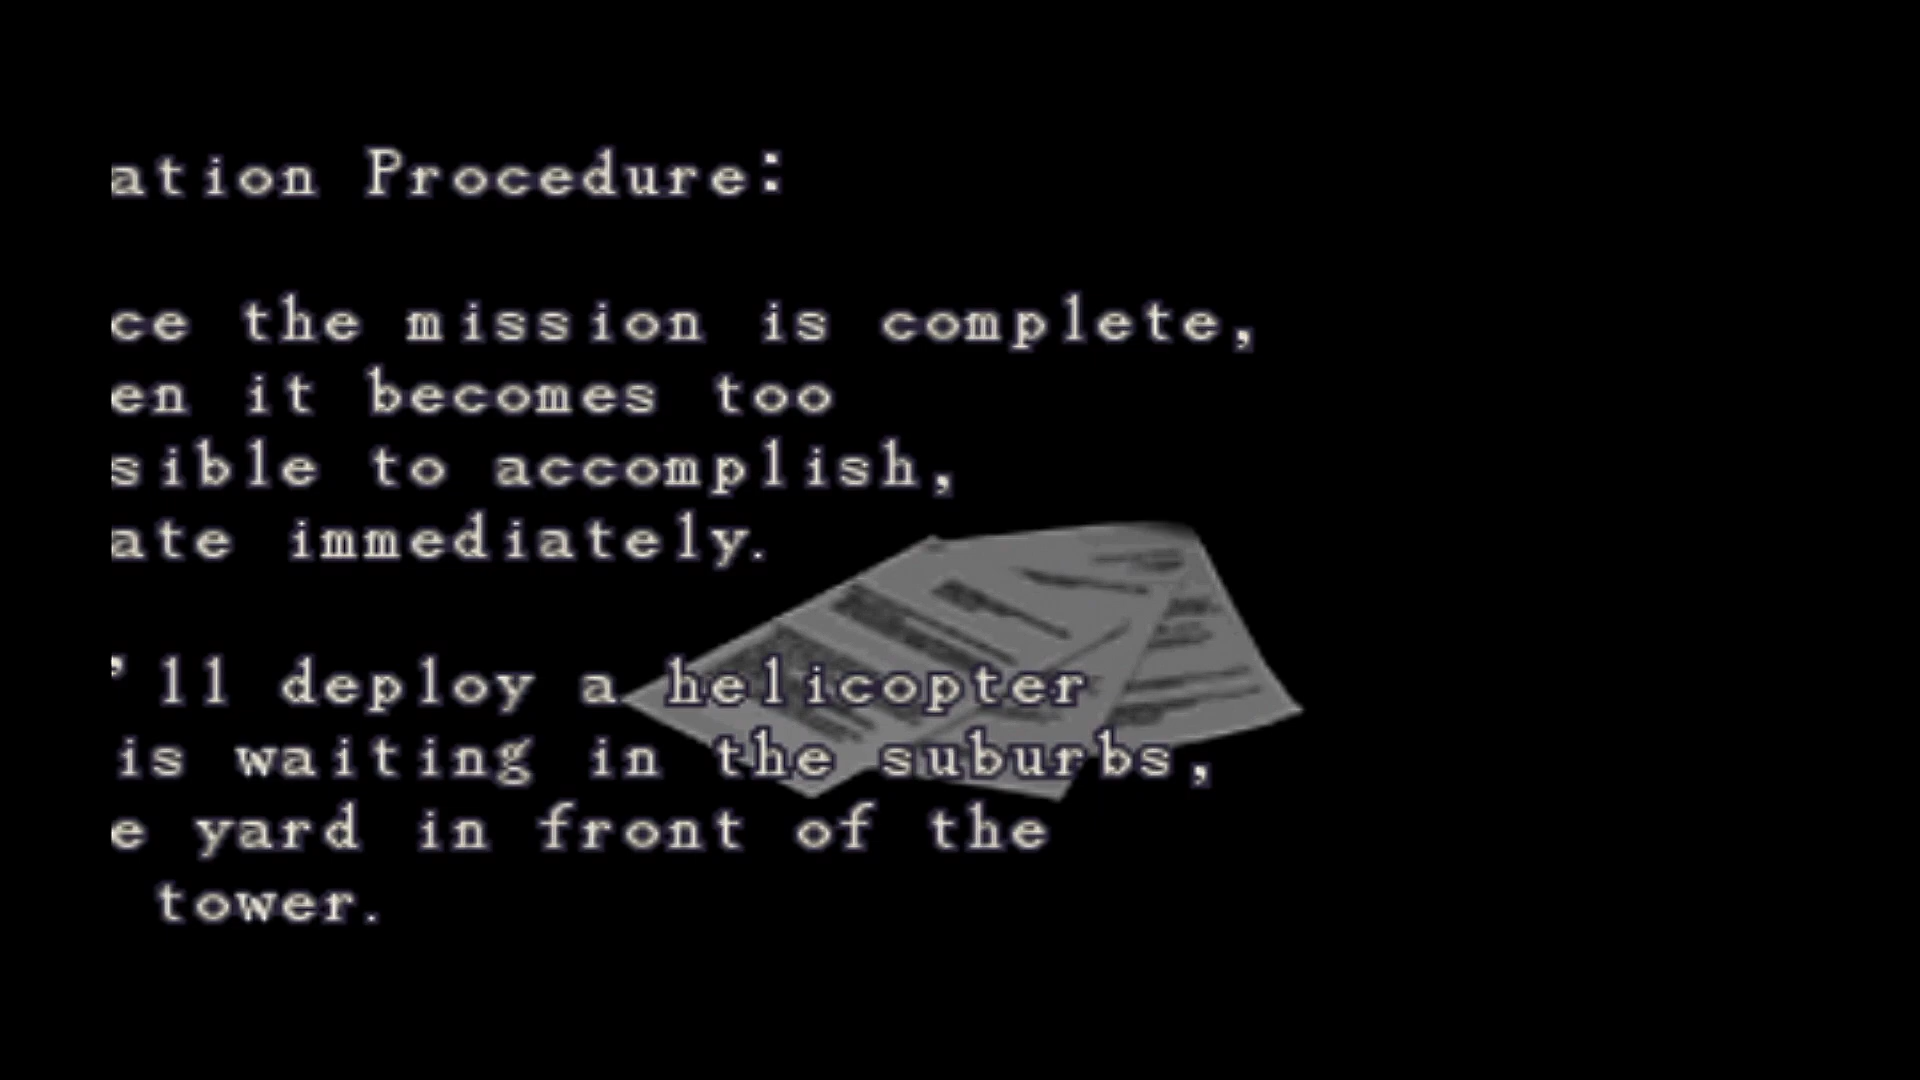 ation Procedure:
ce the mission is complete,
en it becomes too
sible to accomplish,
ate immediately.
'll deploy a helicopter
is waiting in the suburbs,
e yard in front of the
tower.